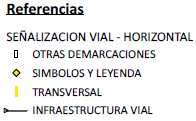 Referencias
SEÑALIZACION VIAL - HORIZONTAL
OTRAS DEMARCACIONES
SIMBOLOS Y LEYENDA
TRANSVERSAL
INFRAESTRUCTURA VIAL